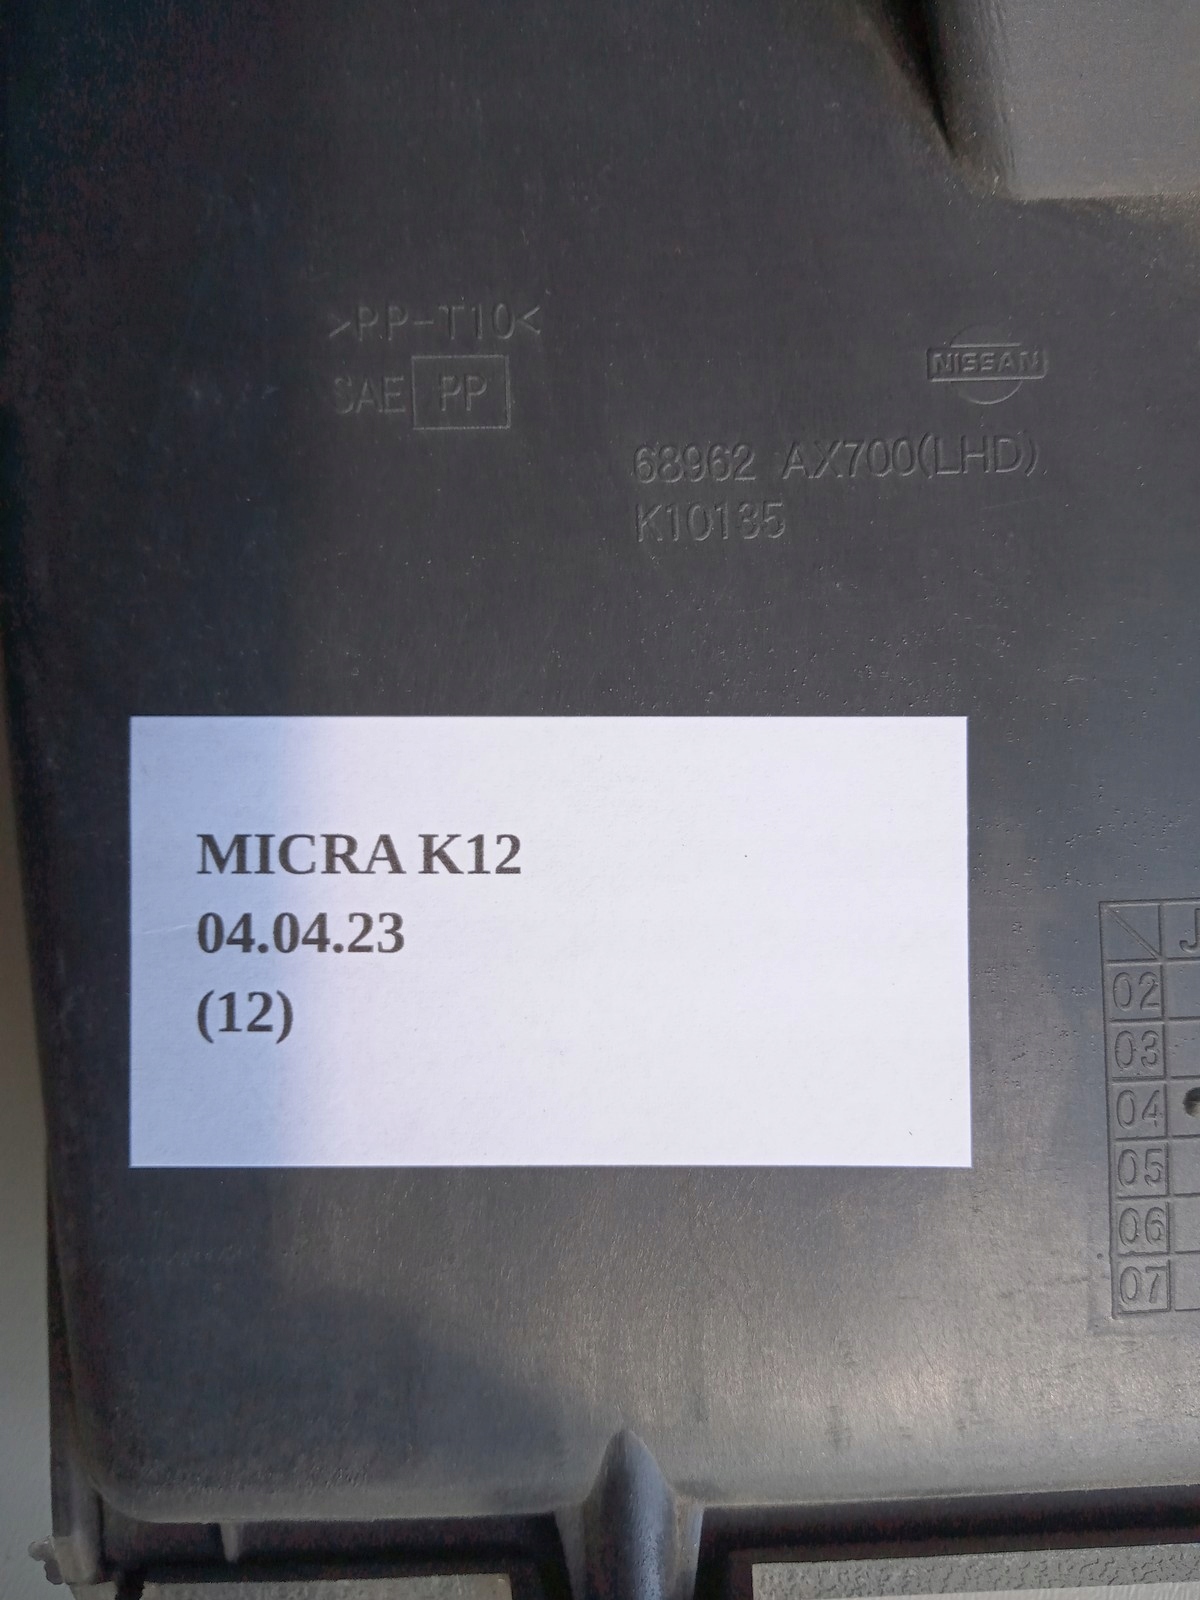 >PP-T10<
SAE PP
NISSAN
68962 AX700(LHD)
K10135
MICRA K12
04.04.23
(12)
J
02
03
04
05
06
07